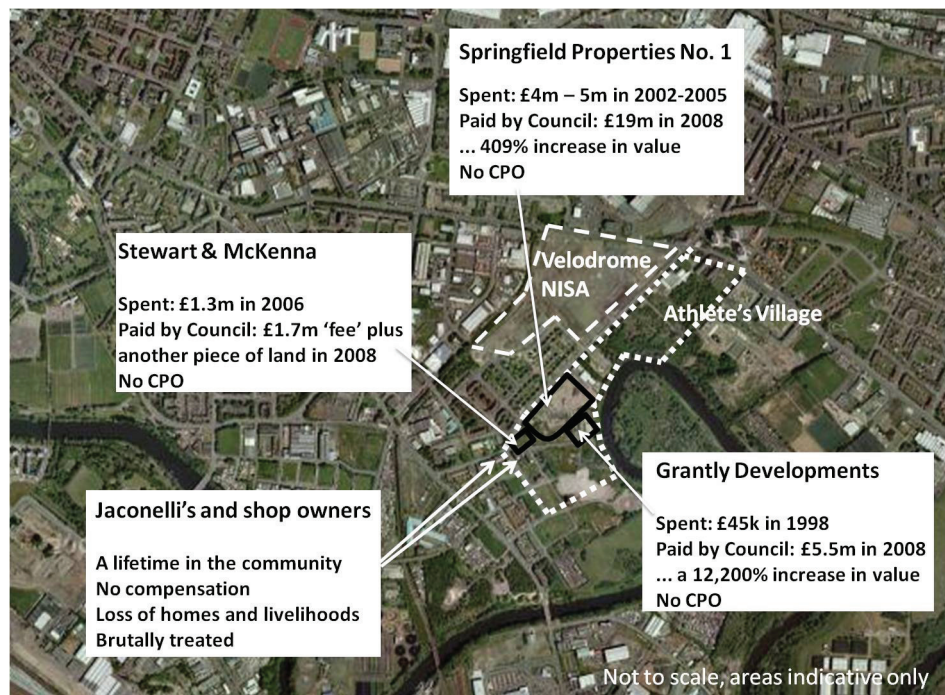 Springfield Properties No. 1
Spent: £4m – 5m in 2002-2005
Paid by Council: £19m in 2008
... 409% increase in value
No CPO
Stewart & McKenna
Spent: £1.3m in 2006
Paid by Council: £1.7m ‘fee’ plus
another piece of land in 2008
No CPO
Velodrome
NISA
Athlete’s Village
Jaconelli’s and shop owners
A lifetime in the community
No compensation
Loss of homes and livelihoods
Brutally treated
Grantly Developments
Spent: £45k in 1998
Paid by Council: £5.5m in 2008
... a 12,200% increase in value
No CPO
Not to scale, areas indicative only